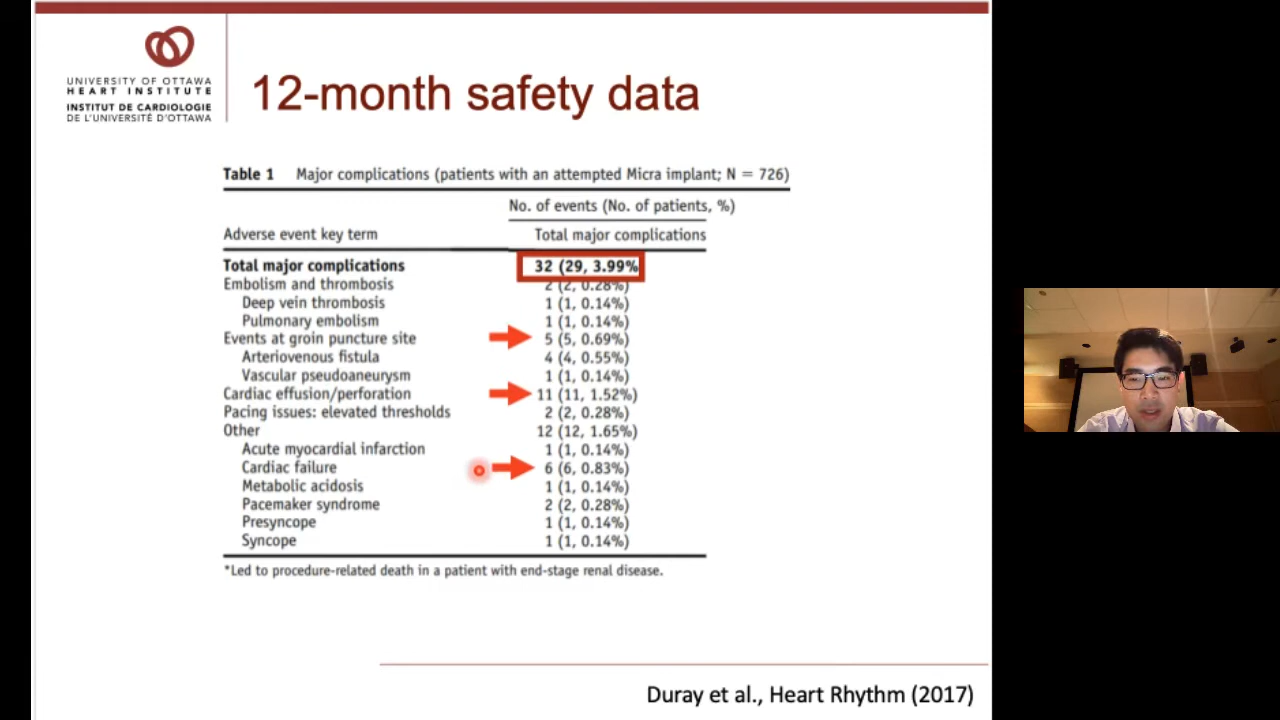 UNIVERSITY OF OTTAWA
HEART INSTITUTE
INSTITUT DE CARDIOLOGIE
DE L'UNIVERSITÉ D'OTTAWA
12-month safety data
Table 1 Major complications (patients with an attempted Micra implant; N = 726)
No. of events (No. of patients, %)
Adverse event key term Total major complications
Total major complications 32 (29, 3.99%
Embolism and thrombosis 2 (2, 0.28%)
Deep vein thrombosis 1 (1, 0.14%)
Pulmonary embolism 1 (1, 0.14%)
Events at groin puncture site 5 (5, 0.69%)
Arteriovenous fistula 4 (4, 0.55%)
Vascular pseudoaneurysm 1 (1, 0.14%)
Cardiac effusion/perforation 11 (11, 1.52%)
Pacing issues: elevated thresholds 2 (2, 0.28%)
Other 12 (12, 1.65%)
Acute myocardial infarction 1 (1, 0.14%)
Cardiac failure 6 (6, 0.83%)
Metabolic acidosis 1 (1, 0.14%)
Pacemaker syndrome 2 (2, 0.28%)
Presyncope 1 (1, 0.14%)
Syncope 1 (1, 0.14%)
*Led to procedure-related death in a patient with end-stage renal disease.
Duray et al., Heart Rhythm (2017)